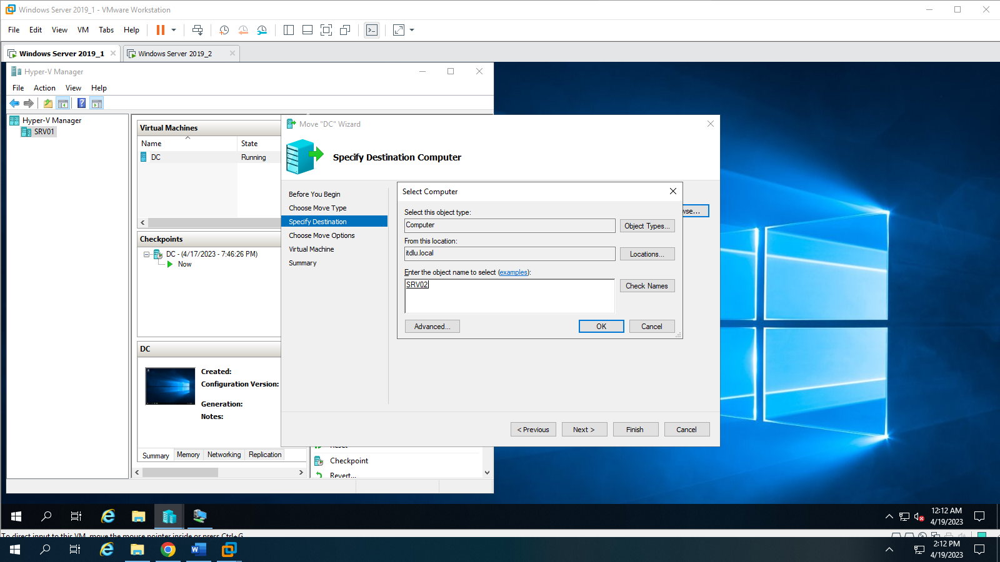 Windows Server 2019_1 - VMware Workstation
File Edit View VM Tabs Help
Windows Server 2019_1
Windows Server 2019_2
Hyper-V Manager
File Action View Help
Hyper-V Manager
SRV01
Virtual Machines
Name State
DC Running
Checkpoints
DC - (4/17/2023 - 7:46:26 PM)
Now
DC
Created:
Configuration Version:
Generation:
Notes:
Summary Memory Networking Replication
Checkpoint
Revert...
Move "DC" Wizard
Specify Destination Computer
Before You Begin
Choose Move Type
Specify Destination
Choose Move Options
Virtual Machine
Summary
Select Computer
Select this object type:
Computer
Object Types...
From this location:
itdlu.local
Locations...
Enter the object name to select (examples):
SRV02
Check Names
Advanced...
OK
Cancel
< Previous
Next >
Finish
Cancel
12:12 AM
4/19/2023
To direct input to this VM, move the mouse pointer inside or press Ctrl+G.
2:12 PM
4/19/2023